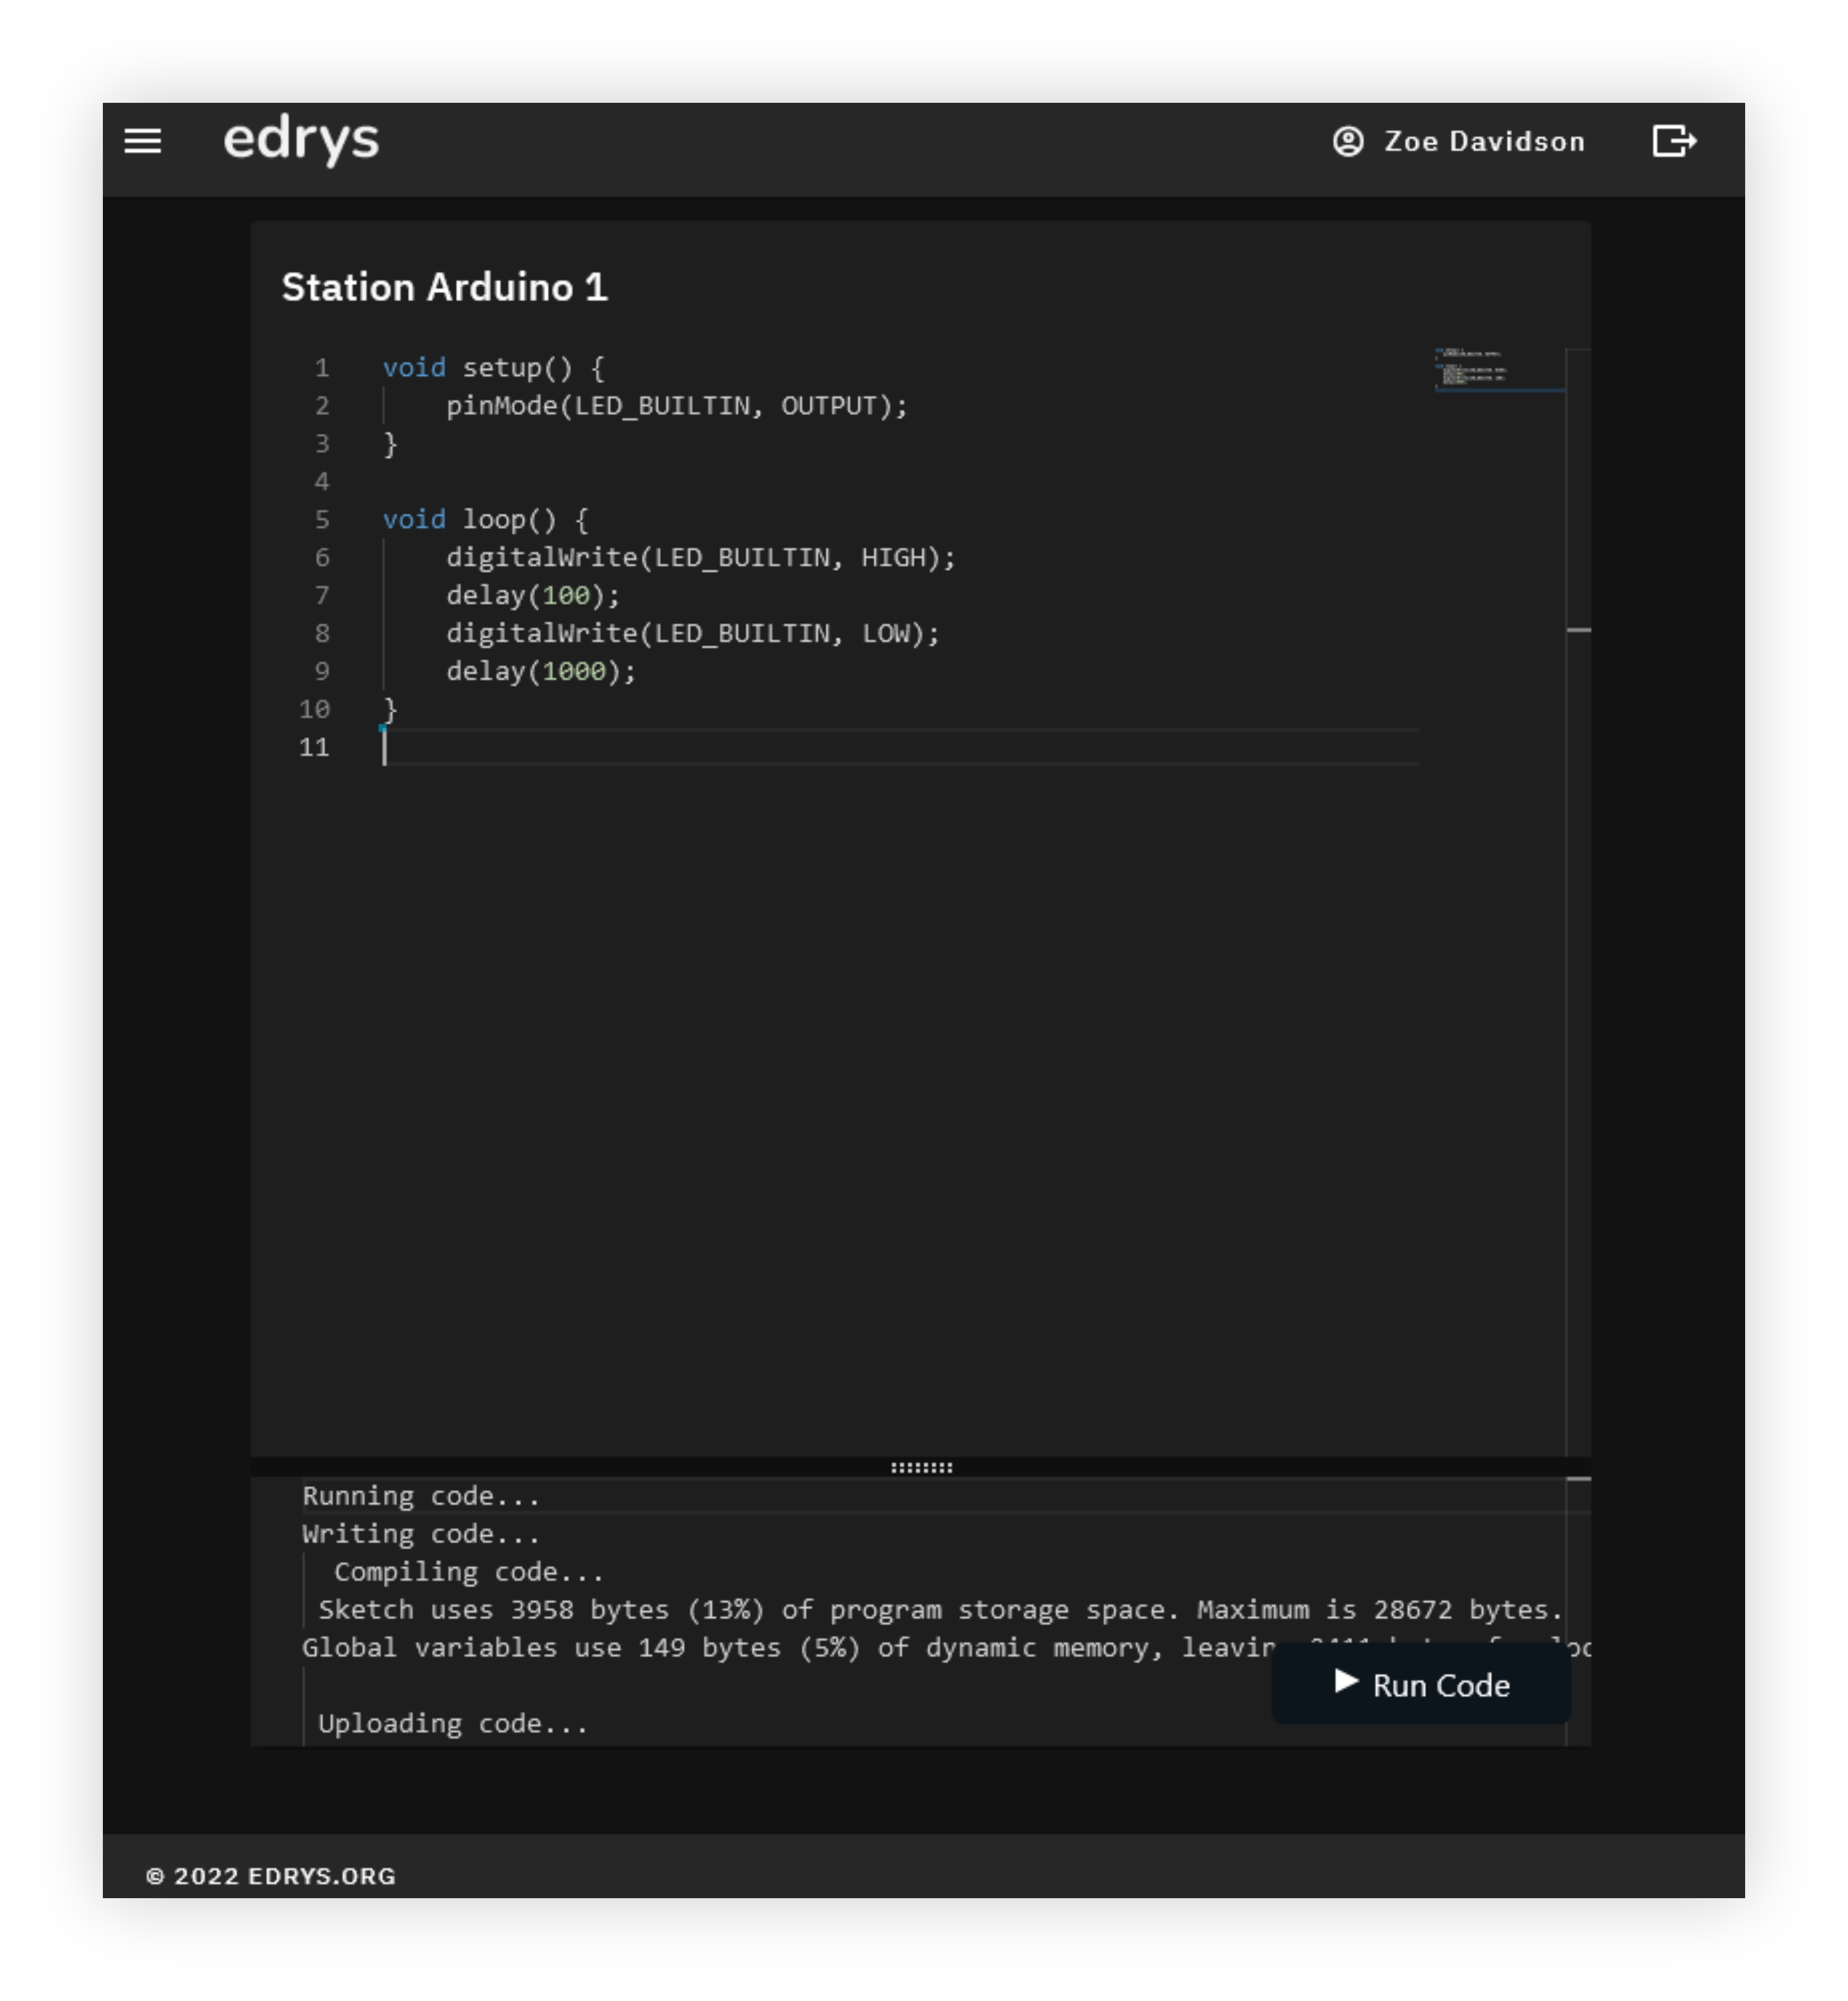 edrys
Zoe Davidson
Station Arduino 1
1 void setup() {
2     pinMode(LED_BUILTIN, OUTPUT);
3 }
4
5 void loop() {
6     digitalWrite(LED_BUILTIN, HIGH);
7     delay(100);
8     digitalWrite(LED_BUILTIN, LOW);
9     delay(1000);
10 }
11
Running code...
Writing code...
Compiling code...
Sketch uses 3958 bytes (13%) of program storage space. Maximum is 28672 bytes.
Global variables use 149 bytes (5%) of dynamic memory,
Run Code
Uploading code...
© 2022 EDRYS.ORG